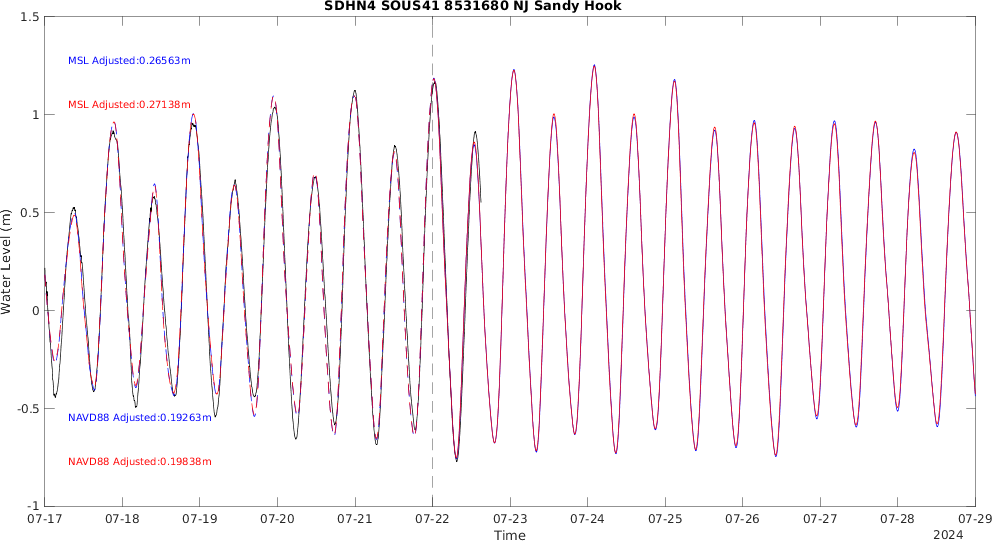 SDHN4 SOUS41 8531680 NJ Sandy Hook
1.5
MSL Adjusted:0.26563m
MSL Adjusted:0.27138m
1
0.5
Water Level (m)
0
-0.5
NAVD88 Adjusted:0.19263m
NAVD88 Adjusted:0.19838m
-1
07-17 07-18 07-19 07-20 07-21 07-22 07-23 07-24 07-25 07-26 07-27 07-28 07-29
Time
2024